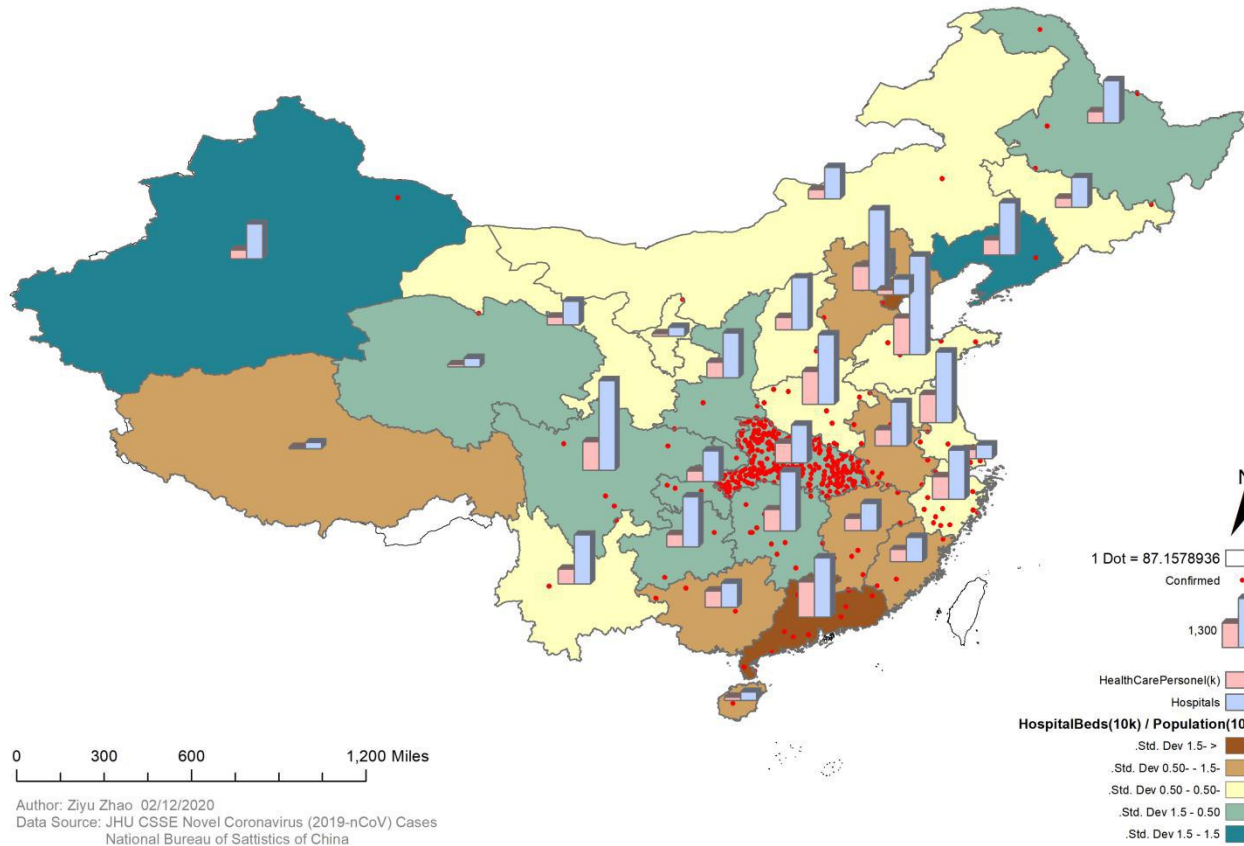 N
1 Dot = 87.1578936
Confirmed
1,300
HealthCarePersonel(k)
Hospitals
HospitalBeds(10k) / Population(10
.Std. Dev 1.5- >
.Std. Dev 0.50- - 1.5-
.Std. Dev 0.50 - 0.50-
.Std. Dev 1.5 - 0.50
.Std. Dev 1.5 - 1.5
0 300 600 1,200 Miles
Author: Ziyu Zhao 02/12/2020
Data Source: JHU CSSE Novel Coronavirus (2019-nCoV) Cases
National Bureau of Sattistics of China